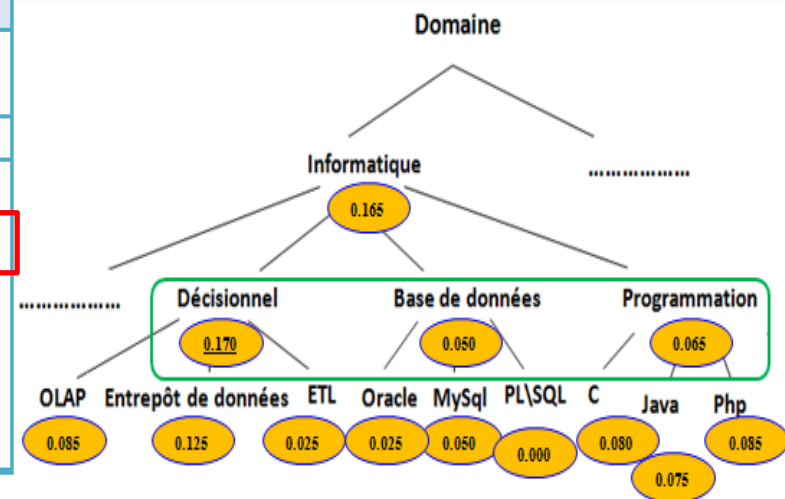 Domaine
Informatique
0.165
………………
………………
Décisionnel
Base de données
Programmation
0.170
0.050
0.065
OLAP
Entrepôt de données
ETL
Oracle
MySql
PL\SQL
C
Java
Php
0.085
0.125
0.025
0.025
0.050
0.000
0.080
0.075
0.085